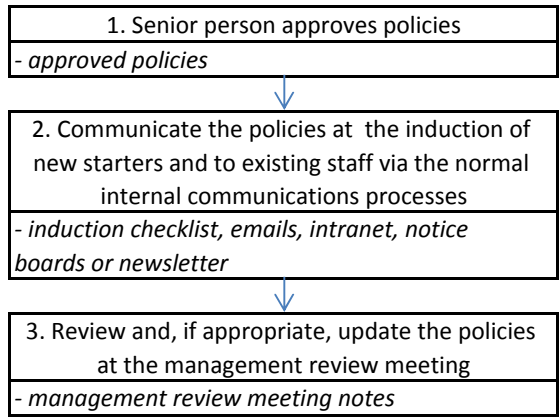 1. Senior person approves policies
- approved policies
2. Communicate the policies at the induction of
new starters and to existing staff via the normal
internal communications processes
- induction checklist, emails, intranet, notice
boards or newsletter
3. Review and, if appropriate, update the policies
at the management review meeting
- management review meeting notes